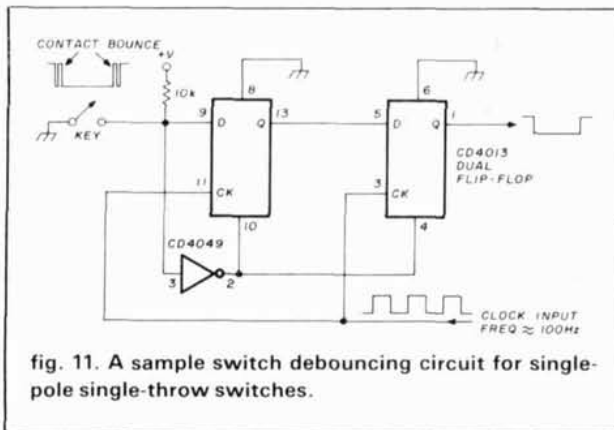 CONTACT BOUNCE
+V
10k
KEY
8
9
D
Q
13
11
CK
10
CD4049
3
2
6
5
D
Q
1
3
CK
4
CD4013
DUAL
FLIP-FLOP
CLOCK INPUT
FREQ ≈ 100Hz
fig. 11. A sample switch debouncing circuit for single-
pole single-throw switches.